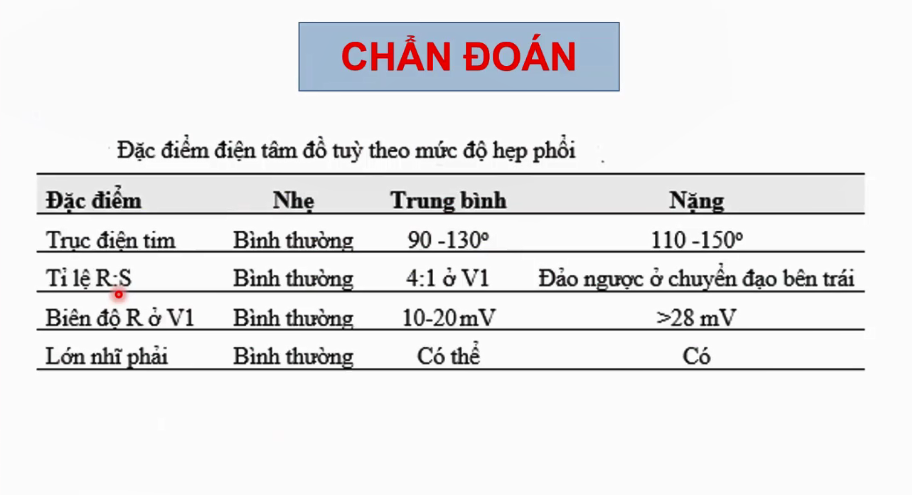 CHẨN ĐOÁN
Đặc điểm điện tâm đồ tuỳ theo mức độ hẹp phổi
Đặc điểm Nhẹ Trung bình Nặng
Trục điện tim Bình thường 90 -130º 110 -150º
Tỉ lệ R:S Bình thường 4:1 ở V1 Đảo ngược ở chuyển đạo bên trái
Biên độ R ở V1 Bình thường 10-20 mV >28 mV
Lớn nhĩ phải Bình thường Có thể Có